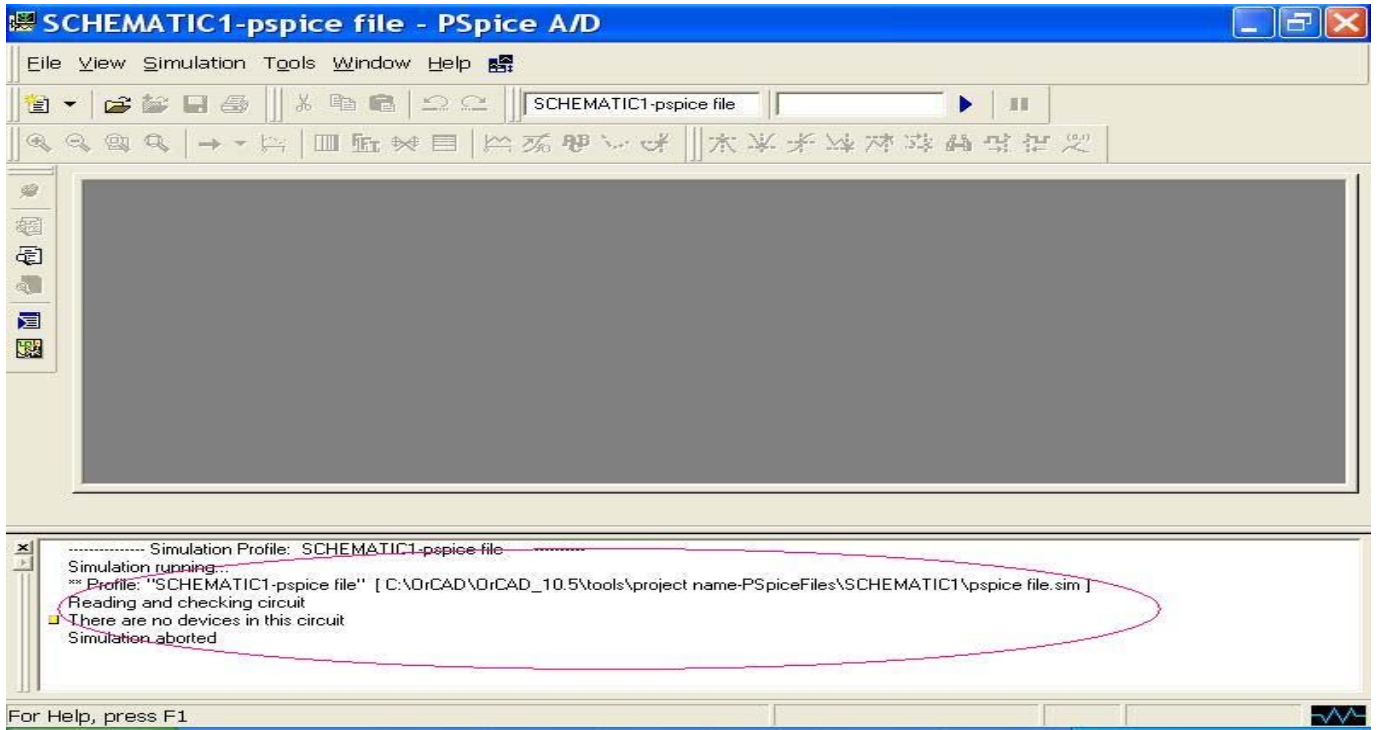 SCHEMATIC1-pspice file - PSpice A/D
File View Simulation Tools Window Help
SCHEMATIC1-pspice file
-------------- Simulation Profile: SCHEMATIC1-pspice file ----------
Simulation running...
** Profile: "SCHEMATIC1-pspice file" [ C:\OrCAD\OrCAD_10.5\tools\project name-PSpiceFiles\SCHEMATIC1\pspice file.sim ]
Reading and checking circuit
There are no devices in this circuit
Simulation aborted
For Help, press F1